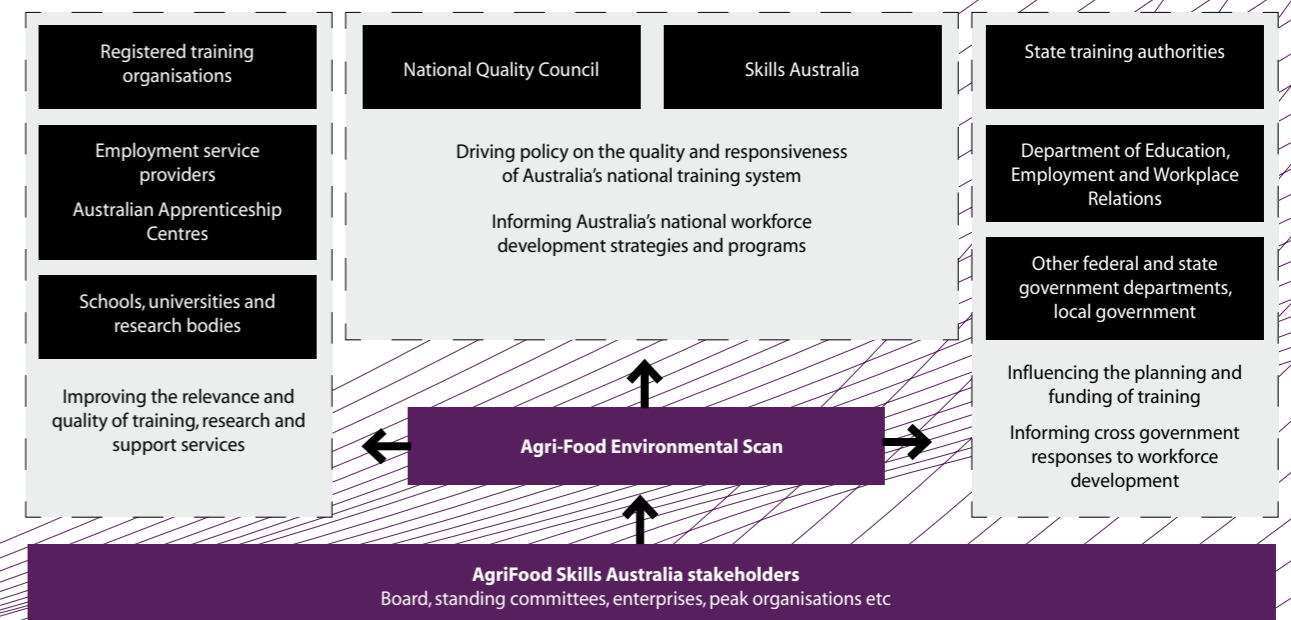 Registered training
organisations
Employment service
providers
Australian Apprenticeship
Centres
Schools, universities and
research bodies
Improving the relevance and
quality of training, research and
support services
National Quality Council
Skills Australia
Driving policy on the quality and responsiveness
of Australia's national training system
Informing Australia's national workforce
development strategies and programs
State training authorities
Department of Education,
Employment and Workplace
Relations
Other federal and state
government departments,
local government
Influencing the planning and
funding of training
Informing cross government
responses to workforce
development
Agri-Food Environmental Scan
AgriFood Skills Australia stakeholders
Board, standing committees, enterprises, peak organisations etc